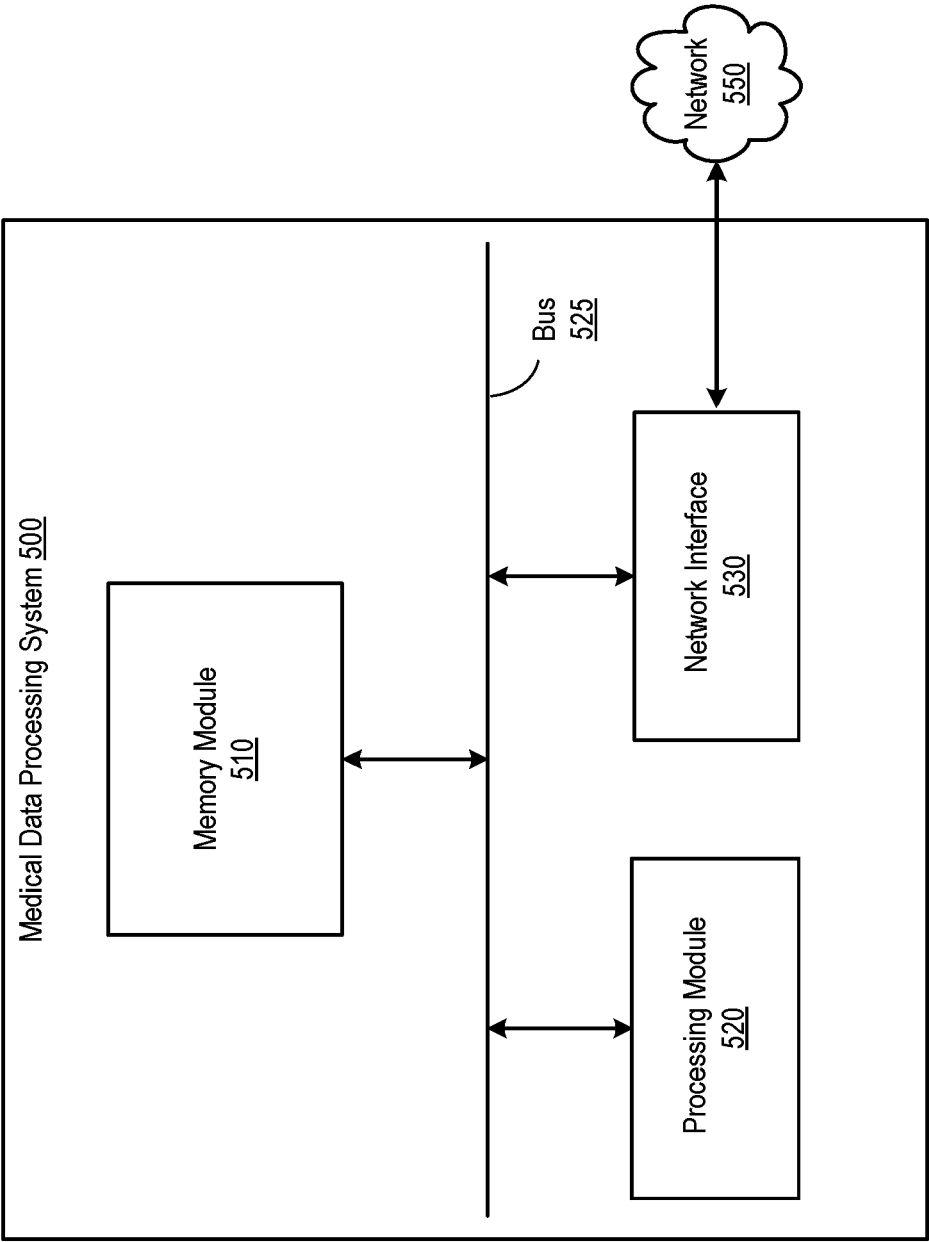 Medical Data Processing System 500
Memory Module
510
Bus
525
Processing Module
520
Network Interface
530
Network
550